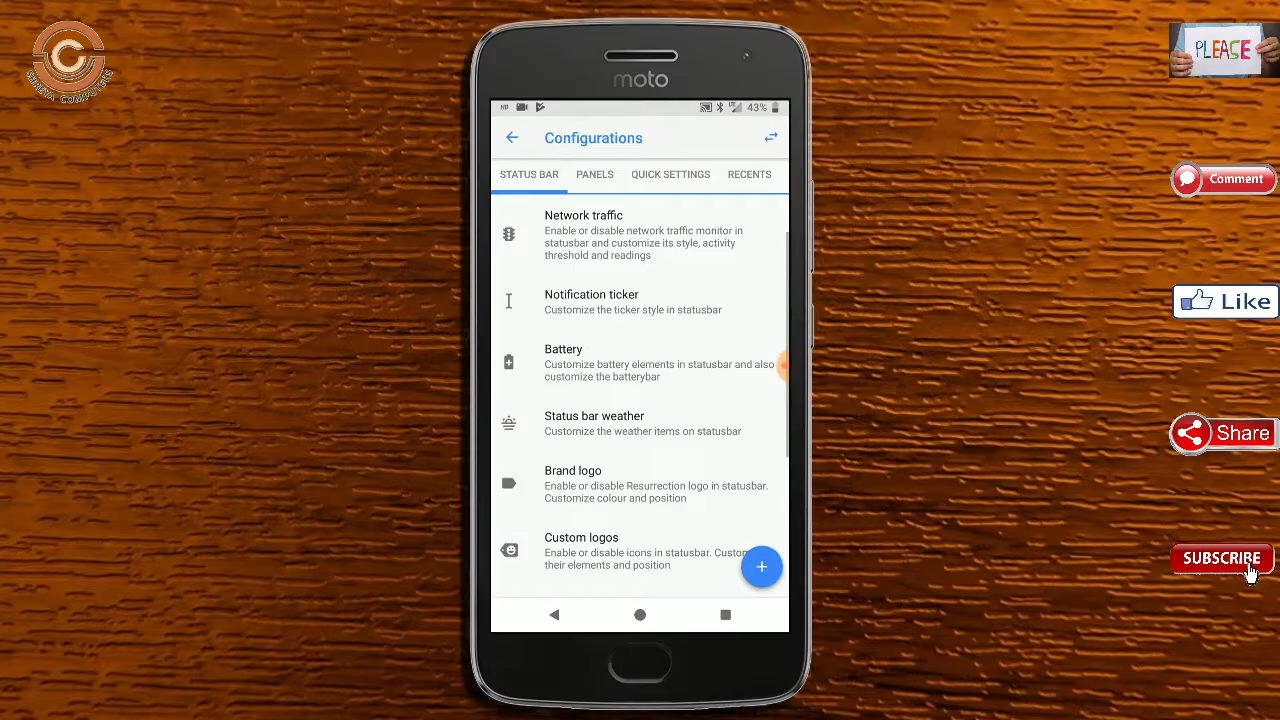 C
SHREYA COMPUTERS
PLEASE
moto
HD
LTE
43%
Configurations
STATUS BAR
PANELS
QUICK SETTINGS
RECENTS
Network traffic
Enable or disable network traffic monitor in
statusbar and customize its style, activity
threshold and readings
Notification ticker
Customize the ticker style in statusbar
Battery
Customize battery elements in statusbar and also
customize the batterybar
Status bar weather
Customize the weather items on statusbar
Brand logo
Enable or disable Resurrection logo in statusbar.
Customize colour and position
Custom logos
Enable or disable icons in statusbar.
their elements and position
Comment
Like
Share
SUBSCRIBE